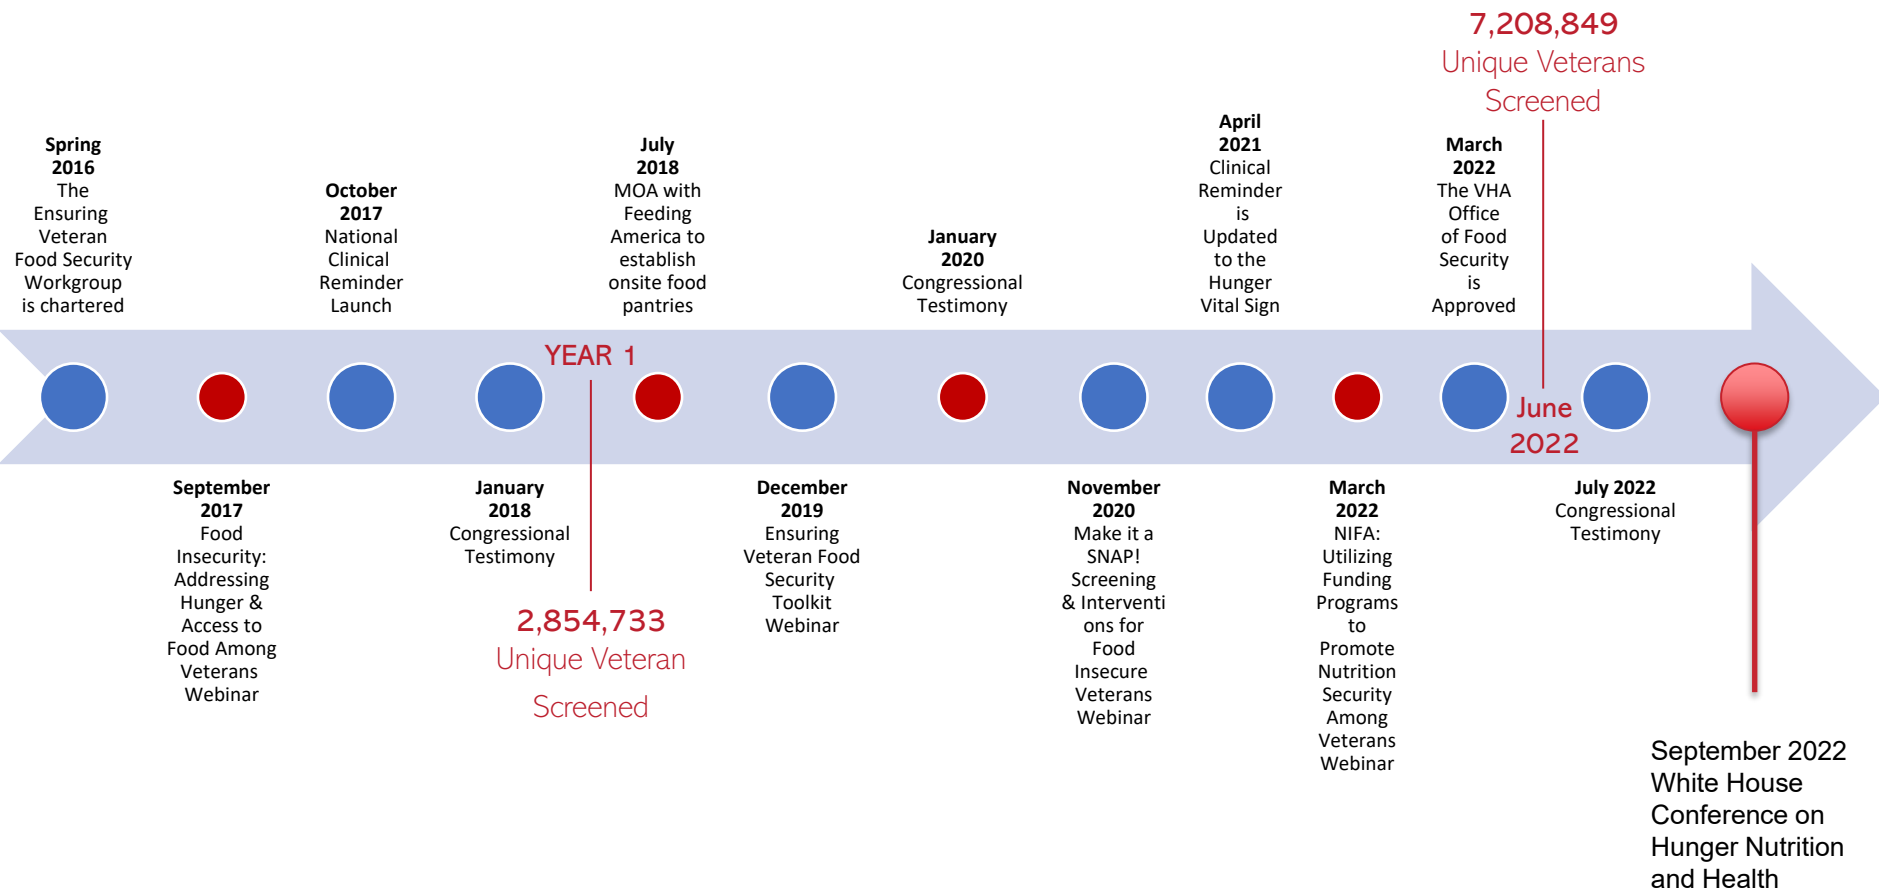 7,208,849
Unique Veterans
Screened
Spring
2016
The
Ensuring
Veteran
Food Security
Workgroup
is chartered
October
2017
National
Clinical
Reminder
Launch
July
2018
MOA with
Feeding
America to
establish
onsite food
pantries
January
2020
Congressional
Testimony
April
2021
Clinical
Reminder
is
Updated
to the
Hunger
Vital Sign
March
2022
The VHA
Office
of Food
Security
is
Approved
YEAR 1
June
2022
September
2017
Food
Insecurity:
Addressing
Hunger &
Access to
Food Among
Veterans
Webinar
January
2018
Congressional
Testimony
2,854,733
Unique Veteran
Screened
December
2019
Ensuring
Veteran Food
Security
Toolkit
Webinar
November
2020
Make it a
SNAP!
Screening
& Interventi
ons for
Food
Insecure
Veterans
Webinar
March
2022
NIFA:
Utilizing
Funding
Programs
to
Promote
Nutrition
Security
Among
Veterans
Webinar
July 2022
Congressional
Testimony
September 2022
White House
Conference on
Hunger Nutrition
and Health